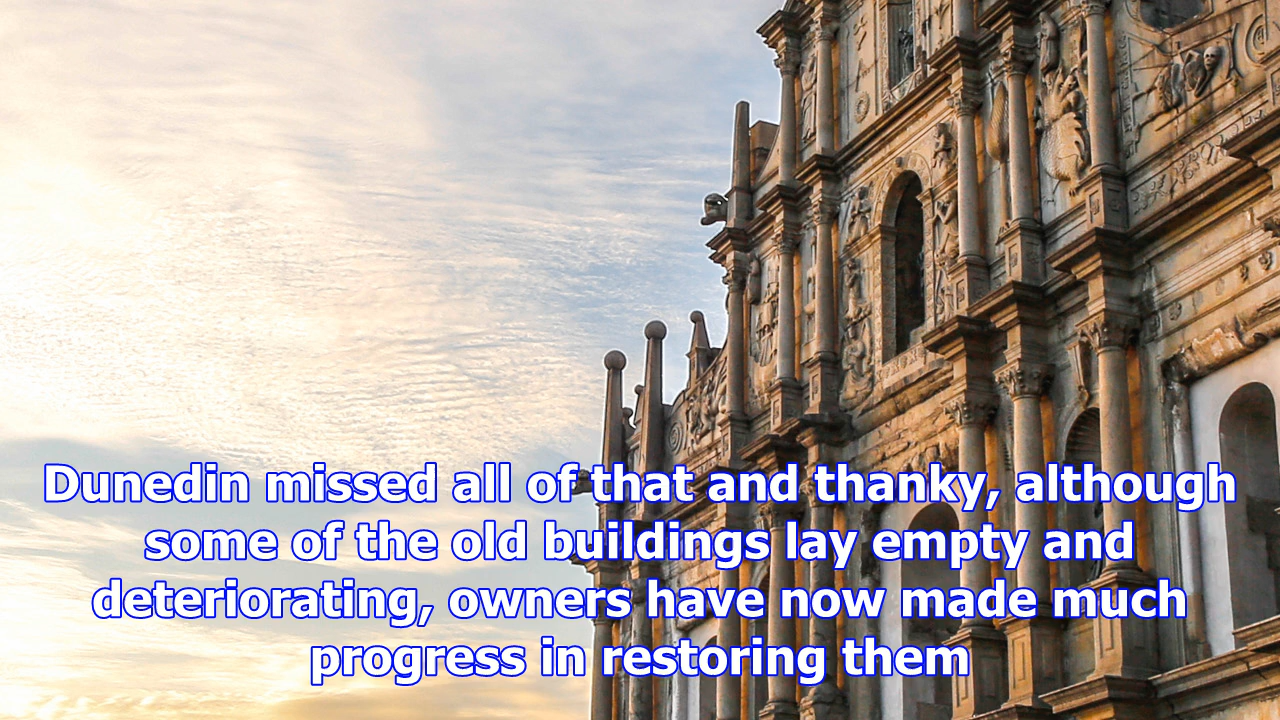 Dunedin missed all of that and thanky, although
some of the old buildings lay empty and
deteriorating, owners have now made much
progress in restoring them